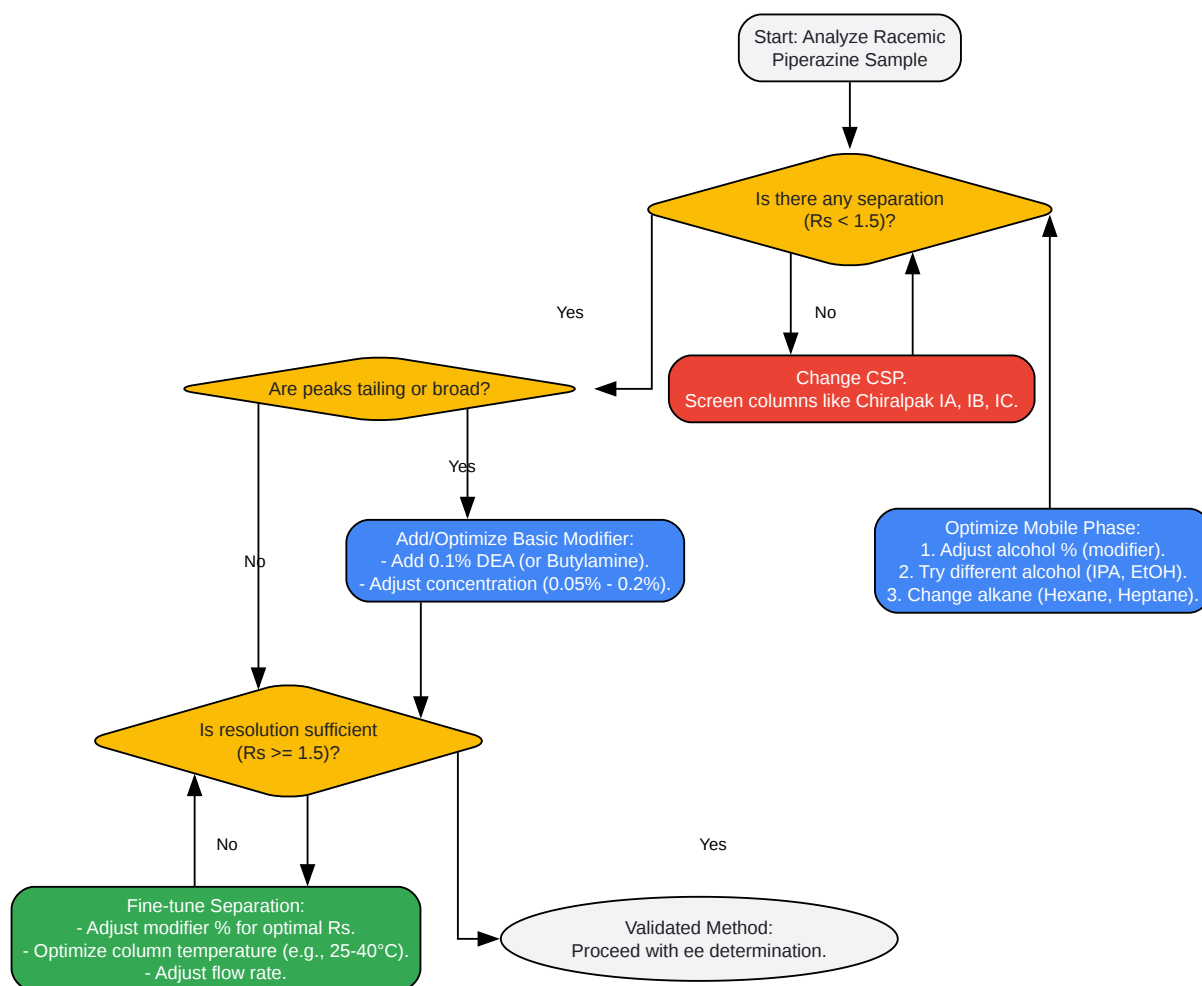 Start: Analyze Racemic
Piperazine Sample
Is there any separation
(Rs < 1.5)?
Yes
No
Change CSP.
Screen columns like Chiralpak IA, IB, IC.
Are peaks tailing or broad?
Yes
No
Add/Optimize Basic Modifier:
- Add 0.1% DEA (or Butylamine).
- Adjust concentration (0.05% - 0.2%).
Optimize Mobile Phase:
1. Adjust alcohol % (modifier).
2. Try different alcohol (IPA, EtOH).
3. Change alkane (Hexane, Heptane).
Is resolution sufficient
(Rs >= 1.5)?
No
Yes
Fine-tune Separation:
- Adjust modifier % for optimal Rs.
- Optimize column temperature (e.g., 25-40°C).
- Adjust flow rate.
Validated Method:
Proceed with ee determination.